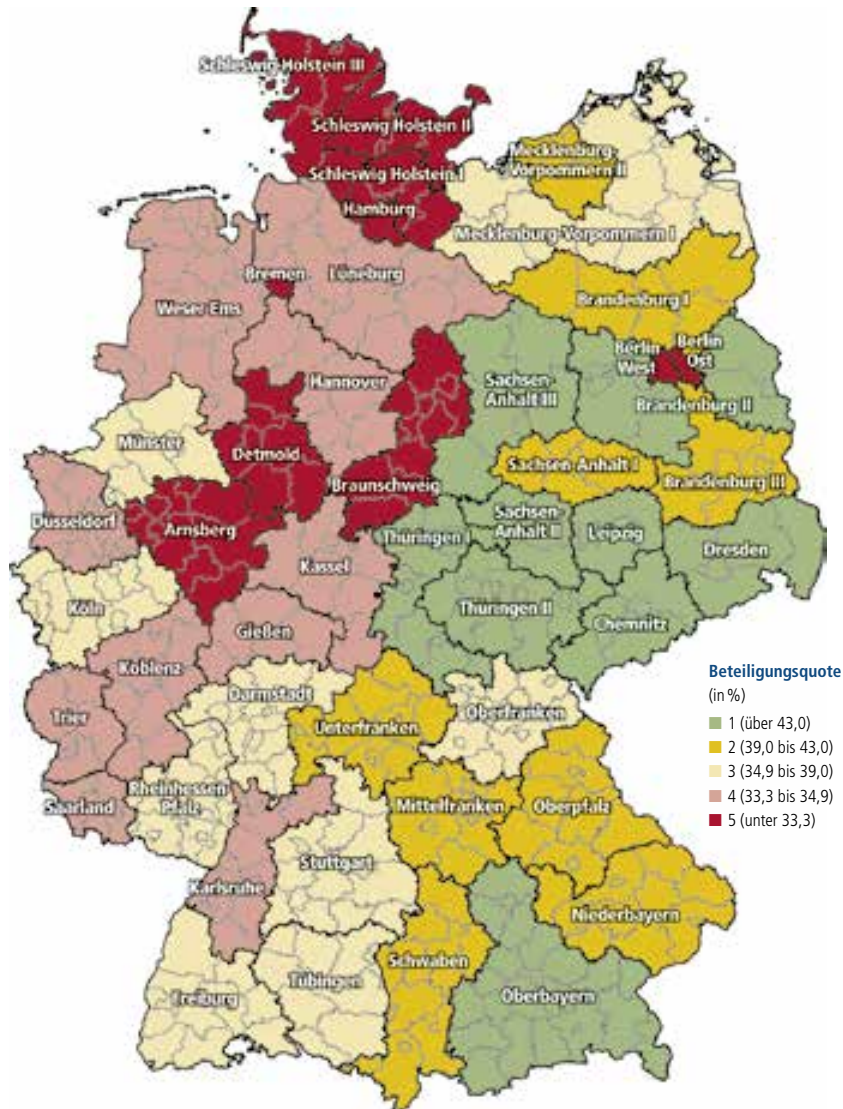 Schleswig-Holstein III
Schleswig Holstein II
Schleswig Holstein I
Hamburg
Mecklenburg-
Vorpommern II
Mecklenburg-Vorpommern I
Bremen
Lüneburg
Weser-Ems
Brandenburg I
Berlin
West
Berlin
Ost
Hannover
Sachsen-
Anhalt III
Brandenburg II
Münster
Detmold
Braunschweig
Sachsen-Anhalt I
Brandenburg III
Düsseldorf
Arnsberg
Kassel
Thüringen I
Sachsen-
Anhalt II
Leipzig
Dresden
Köln
Thüringen II
Chemnitz
Gießen
Koblenz
Darmstadt
Trier
Unterfranken
Oberfranken
Rheinhessen-
Pfalz
Saarland
Mittelfranken
Oberpfalz
Stuttgart
Karlsruhe
Niederbayern
Schwaben
Tübingen
Freiburg
Oberbayern
Beteiligungsquote
(in %)
1 (über 43,0)
2 (39,0 bis 43,0)
3 (34,9 bis 39,0)
4 (33,3 bis 34,9)
5 (unter 33,3)